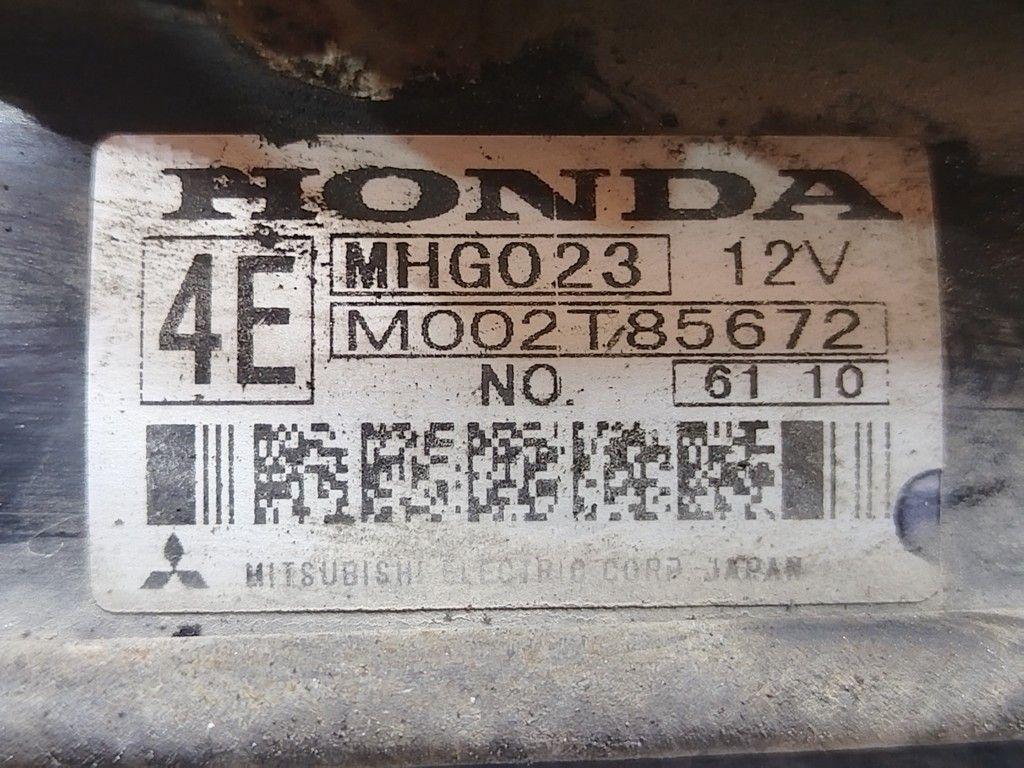 HONDA
4E
MHG023 12V
M002T85672
NO. 61 10
MITSUBISHI ELECTRIC CORP JAPAN